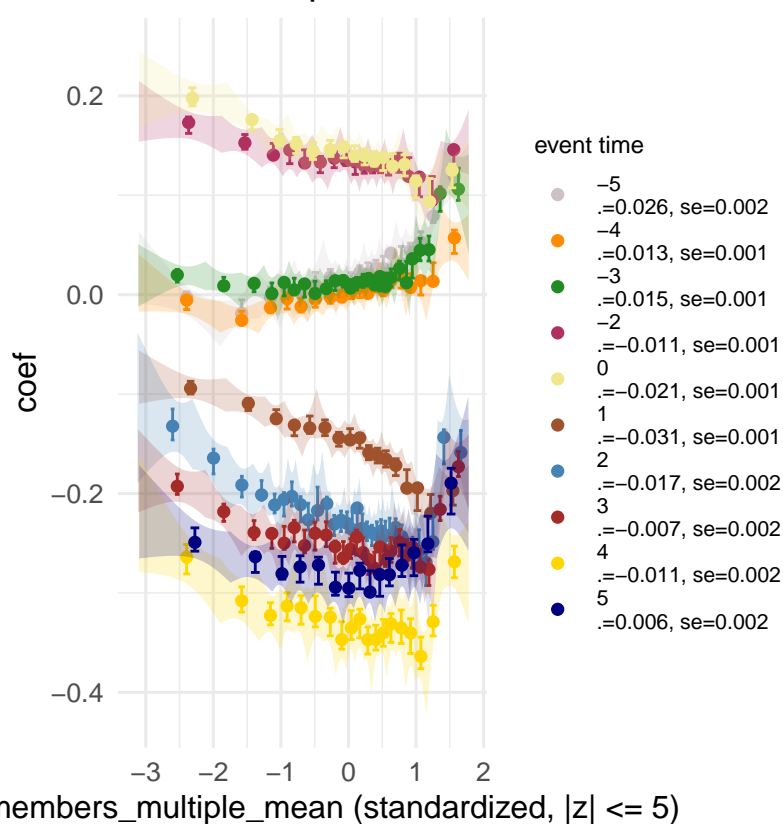 event time
−5
.=0.026, se=0.002
−4
.=0.013, se=0.001
−3
.=0.015, se=0.001
−2
.=−0.011, se=0.001
0
.=−0.021, se=0.001
1
.=−0.031, se=0.001
2
.=−0.017, se=0.002
3
.=−0.007, se=0.002
4
.=−0.011, se=0.002
5
.=0.006, se=0.002
coef
0.2
0.0
−0.2
−0.4
−3 −2 −1 0 1 2
members_multiple_mean (standardized, |z| <= 5)